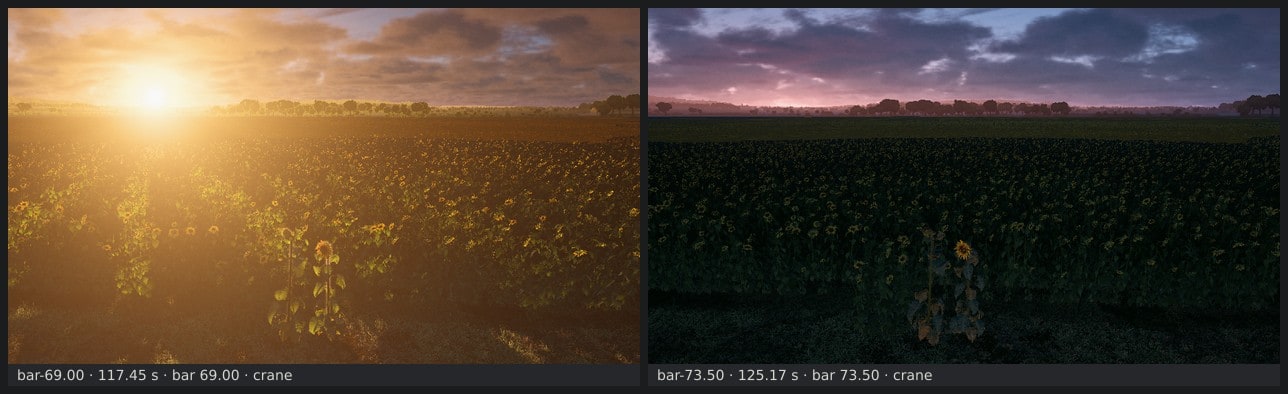 bar-69.00 · 117.45 s · bar 69.00 · crane
bar-73.50 · 125.17 s · bar 73.50 · crane